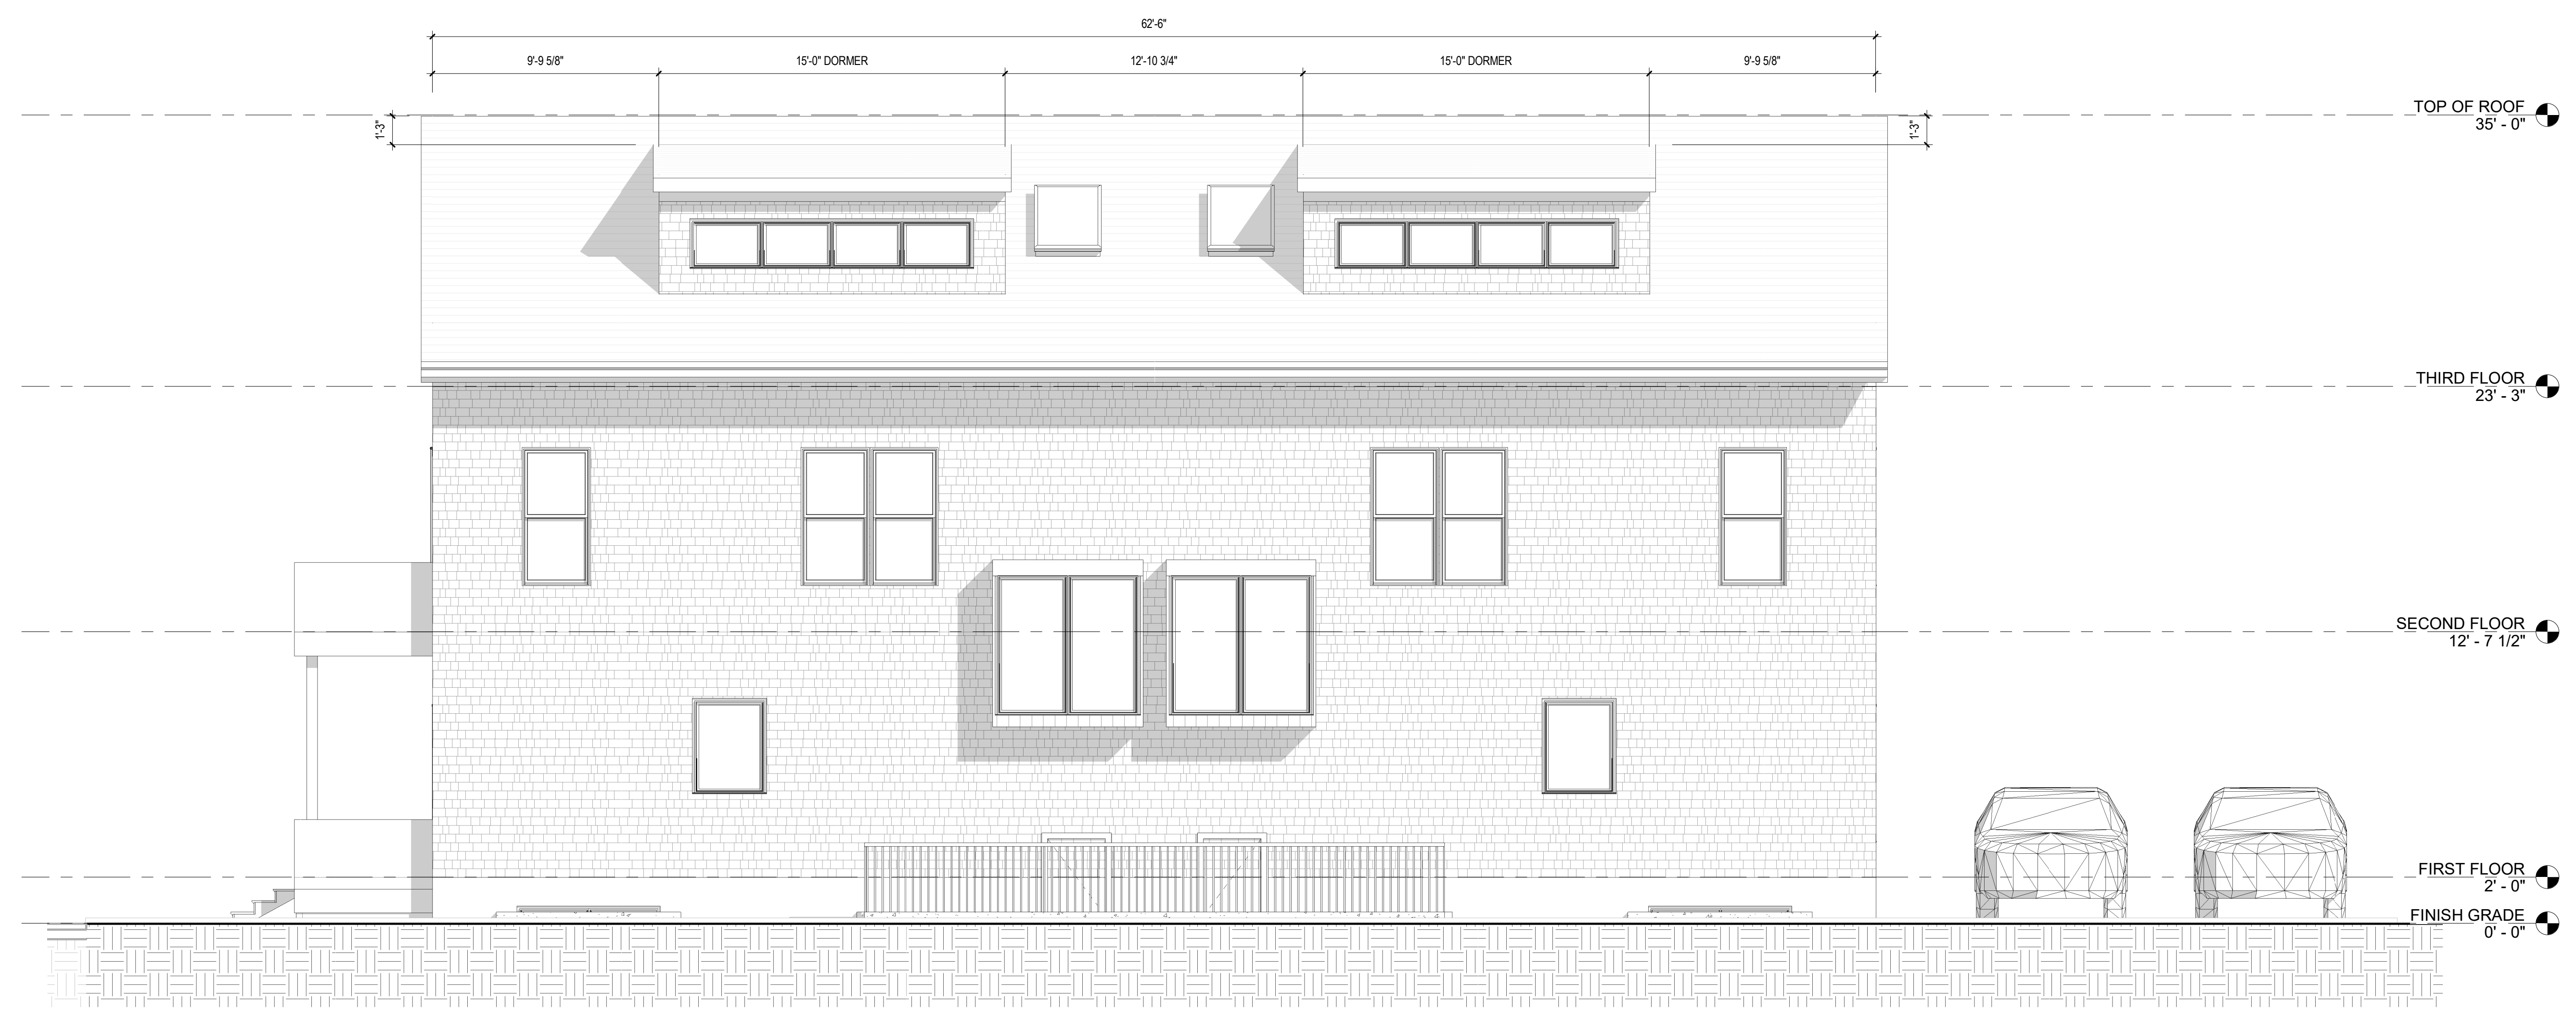 62'-6"
9'-9 5/8"
15'-0" DORMER
12'-10 3/4"
15'-0" DORMER
9'-9 5/8"
1'-3"
1'-3"
TOP OF ROOF
35' - 0"
THIRD FLOOR
23' - 3"
SECOND FLOOR
12' - 7 1/2"
FIRST FLOOR
2' - 0"
FINISH GRADE
0' - 0"